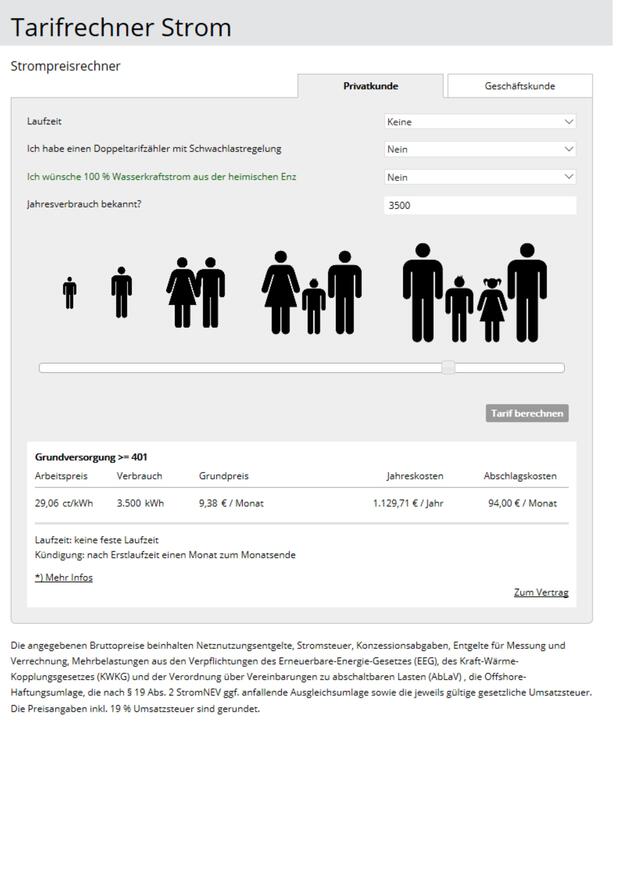 Tarifrechner Strom
Strompreisrechner
Privatkunde
Geschäftskunde
Laufzeit
Keine
Ich habe einen Doppeltarifzähler mit Schwachlastregelung
Nein
Ich wünsche 100 % Wasserkraftstrom aus der heimischen Enz
Nein
Jahresverbrauch bekannt?
3500
Tarif berechnen
Grundversorgung >= 401
Arbeitspreis Verbrauch Grundpreis Jahreskosten Abschlagskosten
29,06 ct/kWh 3.500 kWh 9,38 € / Monat 1.129,71 € / Jahr 94,00 € / Monat
Laufzeit: keine feste Laufzeit
Kündigung: nach Erstlaufzeit einen Monat zum Monatsende
*) Mehr Infos
Zum Vertrag
Die angegebenen Bruttopreise beinhalten Netznutzungsentgelte, Stromsteuer, Konzessionsabgaben, Entgelte für Messung und
Verrechnung, Mehrbelastungen aus den Verpflichtungen des Erneuerbare-Energie-Gesetzes (EEG), des Kraft-Wärme-
Kopplungsgesetzes (KWKG) und der Verordnung über Vereinbarungen zu abschaltbaren Lasten (AbLaV) , die Offshore-
Haftungsumlage, die nach § 19 Abs. 2 StromNEV ggf. anfallende Ausgleichsumlage sowie die jeweils gültige gesetzliche Umsatzsteuer.
Die Preisangaben inkl. 19 % Umsatzsteuer sind gerundet.